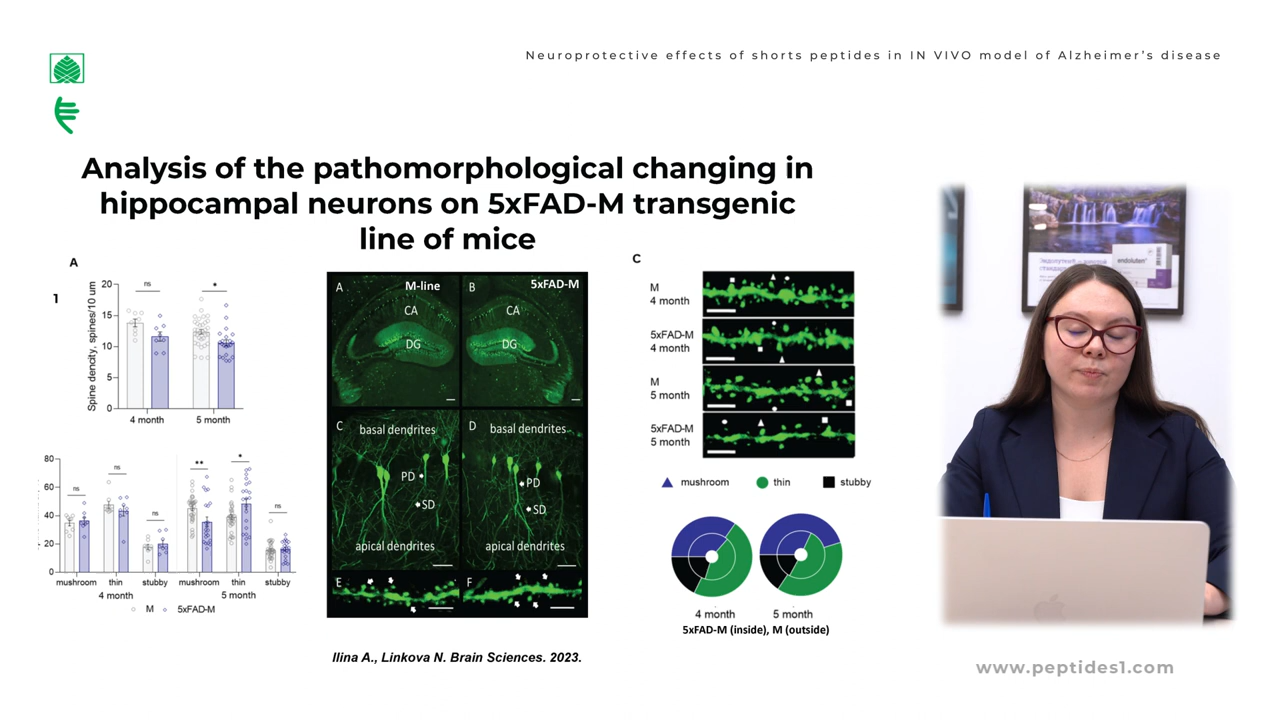 Neuroprotective effects of shorts peptides in IN VIVO model of Alzheimer's disease
Analysis of the pathomorphological changing in
hippocampal neurons on 5xFAD-M transgenic
line of mice
A
1
Spine dencity, spines/10 um
20
15
10
5
0
ns
*
4 month
5 month
80
60
40
20
0
ns
ns
ns
**
*
ns
mushroom thin stubby mushroom thin stubby
4 month 5 month
M 5xFAD-M
A M-line
CA
DG
B 5xFAD-M
CA
DG
C basal dendrites
PD
SD
apical dendrites
D basal dendrites
PD
SD
apical dendrites
E
F
C
M
4 month
5xFAD-M
4 month
M
5 month
5xFAD-M
5 month
mushroom thin stubby
4 month 5 month
5xFAD-M (inside), M (outside)
Ilina A., Linkova N. Brain Sciences. 2023.
endoluten
www.peptides1.com